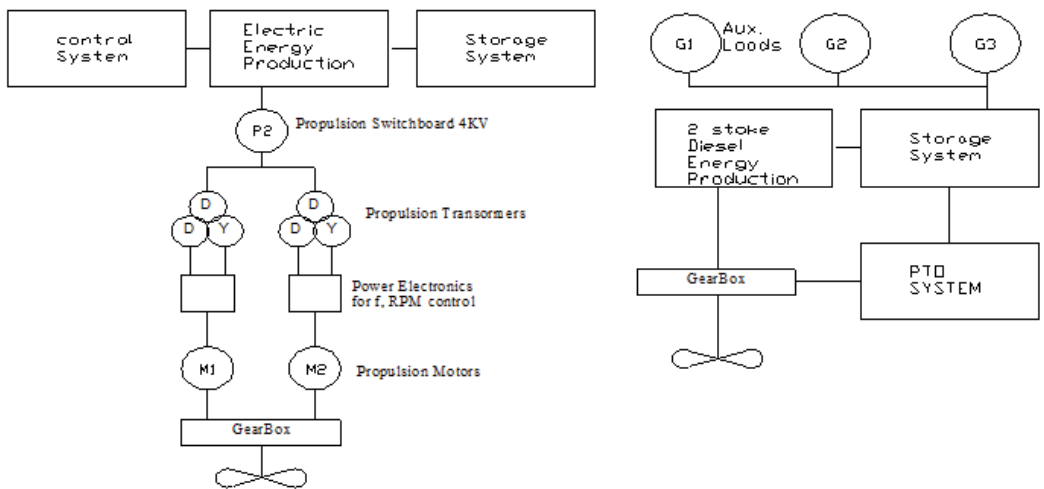 control
System
Electric
Energy
Production
Storage
System
P2
Propulsion Switchboard 4KV
D
D
Y
D
D
Y
Propulsion Transormers
Power Electronics
for f, RPM control
M1
M2
Propulsion Motors
GearBox
G1
Aux.
Loads
G2
G3
2 stoke
Diesel
Energy
Production
Storage
System
GearBox
PTO
SYSTEM